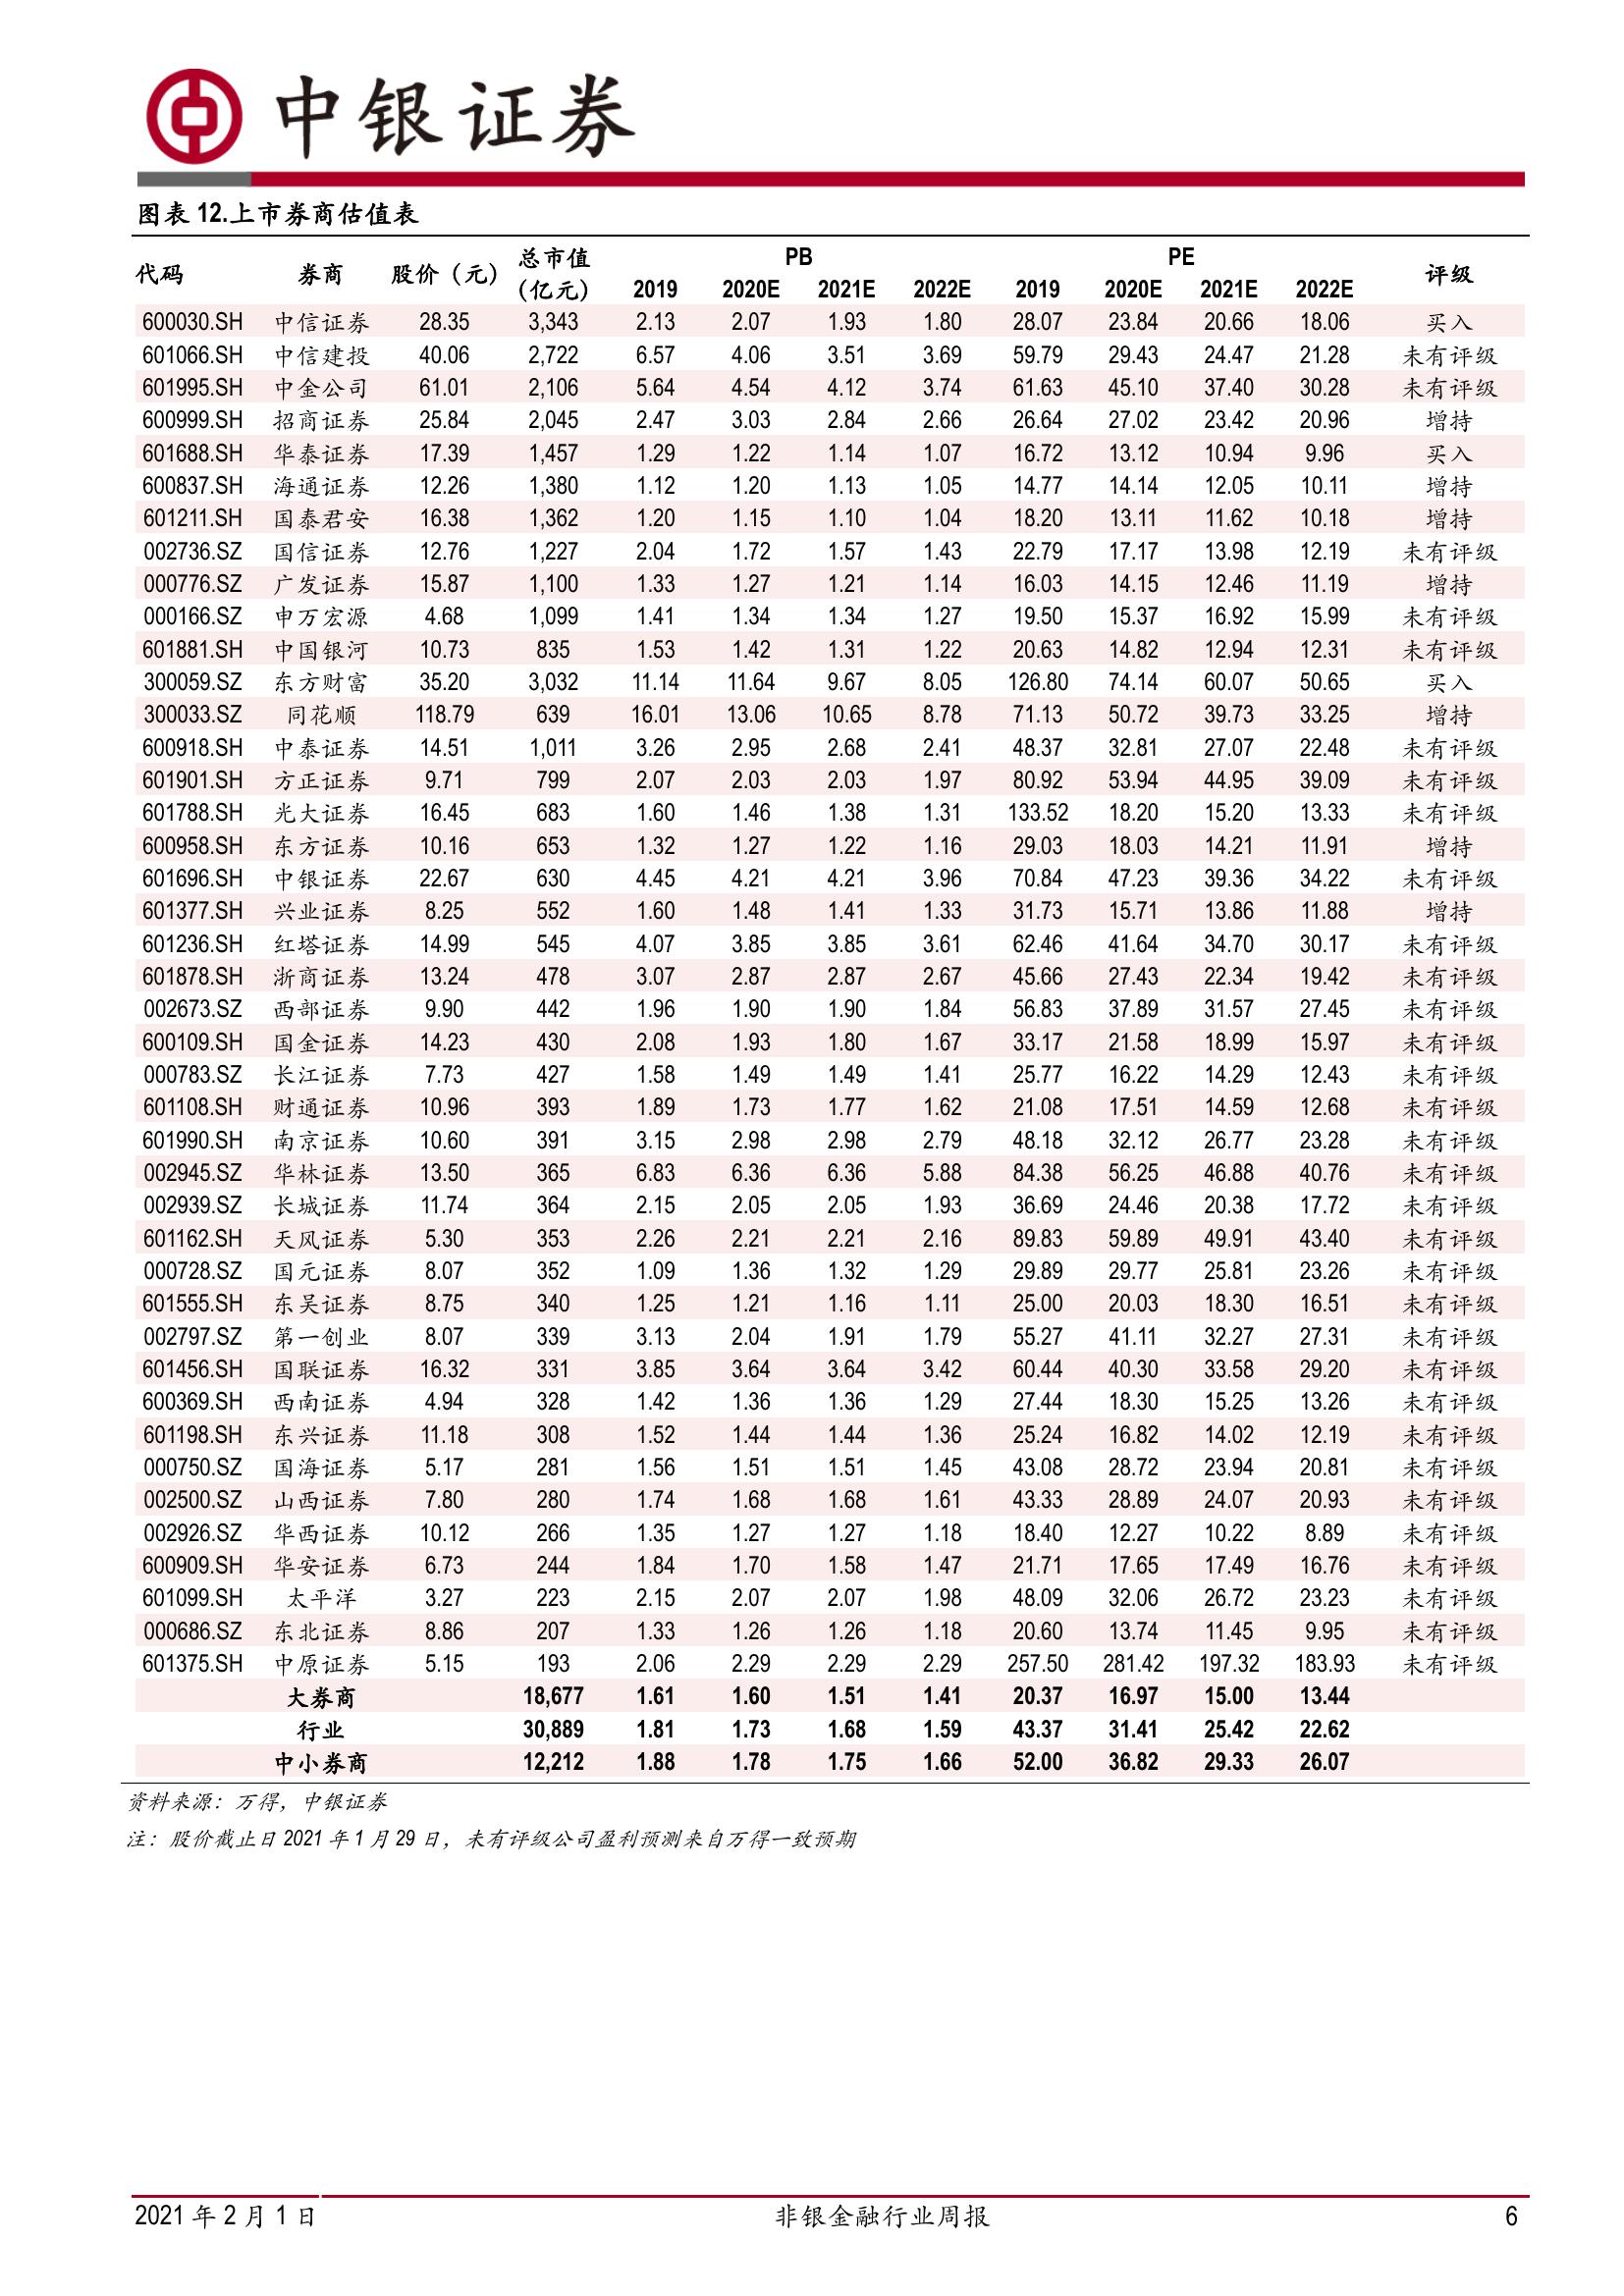 中银证券
图表 12.上市券商估值表
代码 券商 股价（元） 总市值（亿元） PB PE 评级
2019 2020E 2021E 2022E 2019 2020E 2021E 2022E
600030.SH 中信证券 28.35 3,343 2.13 2.07 1.93 1.80 28.07 23.84 20.66 18.06 买入
601066.SH 中信建投 40.06 2,722 6.57 4.06 3.51 3.69 59.79 29.43 24.47 21.28 未有评级
601995.SH 中金公司 61.01 2,106 5.64 4.54 4.12 3.74 61.63 45.10 37.40 30.28 未有评级
600999.SH 招商证券 25.84 2,045 2.47 3.03 2.84 2.66 26.64 27.02 23.42 20.96 增持
601688.SH 华泰证券 17.39 1,457 1.29 1.22 1.14 1.07 16.72 13.12 10.94 9.96 买入
600837.SH 海通证券 12.26 1,380 1.12 1.20 1.13 1.05 14.77 14.14 12.05 10.11 增持
601211.SH 国泰君安 16.38 1,362 1.20 1.15 1.10 1.04 18.20 13.11 11.62 10.18 增持
002736.SZ 国信证券 12.76 1,227 2.04 1.72 1.57 1.43 22.79 17.17 13.98 12.19 未有评级
000776.SZ 广发证券 15.87 1,100 1.33 1.27 1.21 1.14 16.03 14.15 12.46 11.19 增持
000166.SZ 申万宏源 4.68 1,099 1.41 1.34 1.34 1.27 19.50 15.37 16.92 15.99 未有评级
601881.SH 中国银河 10.73 835 1.53 1.42 1.31 1.22 20.63 14.82 12.94 12.31 未有评级
300059.SZ 东方财富 35.20 3,032 11.14 11.64 9.67 8.05 126.80 74.14 60.07 50.65 买入
300033.SZ 同花顺 118.79 639 16.01 13.06 10.65 8.78 71.13 50.72 39.73 33.25 增持
600918.SH 中泰证券 14.51 1,011 3.26 2.95 2.68 2.41 48.37 32.81 27.07 22.48 未有评级
601901.SH 方正证券 9.71 799 2.07 2.03 2.03 1.97 80.92 53.94 44.95 39.09 未有评级
601788.SH 光大证券 16.45 683 1.60 1.46 1.38 1.31 133.52 18.20 15.20 13.33 未有评级
600958.SH 东方证券 10.16 653 1.32 1.27 1.22 1.16 29.03 18.03 14.21 11.91 增持
601696.SH 中银证券 22.67 630 4.45 4.21 4.21 3.96 70.84 47.23 39.36 34.22 未有评级
601377.SH 兴业证券 8.25 552 1.60 1.48 1.41 1.33 31.73 15.71 13.86 11.88 增持
601236.SH 红塔证券 14.99 545 4.07 3.85 3.85 3.61 62.46 41.64 34.70 30.17 未有评级
601878.SH 浙商证券 13.24 478 3.07 2.87 2.87 2.67 45.66 27.43 22.34 19.42 未有评级
002673.SZ 西部证券 9.90 442 1.96 1.90 1.90 1.84 56.83 37.89 31.57 27.45 未有评级
600109.SH 国金证券 14.23 430 2.08 1.93 1.80 1.67 33.17 21.58 18.99 15.97 未有评级
000783.SZ 长江证券 7.73 427 1.58 1.49 1.49 1.41 25.77 16.22 14.29 12.43 未有评级
601108.SH 财通证券 10.96 393 1.89 1.73 1.77 1.62 21.08 17.51 14.59 12.68 未有评级
601990.SH 南京证券 10.60 391 3.15 2.98 2.98 2.79 48.18 32.12 26.77 23.28 未有评级
002945.SZ 华林证券 13.50 365 6.83 6.36 6.36 5.88 84.38 56.25 46.88 40.76 未有评级
002939.SZ 长城证券 11.74 364 2.15 2.05 2.05 1.93 36.69 24.46 20.38 17.72 未有评级
601162.SH 天风证券 5.30 353 2.26 2.21 2.21 2.16 89.83 59.89 49.91 43.40 未有评级
000728.SZ 国元证券 8.07 352 1.09 1.36 1.32 1.29 29.89 29.77 25.81 23.26 未有评级
601555.SH 东吴证券 8.75 340 1.25 1.21 1.16 1.11 25.00 20.03 18.30 16.51 未有评级
002797.SZ 第一创业 8.07 339 3.13 2.04 1.91 1.79 55.27 41.11 32.27 27.31 未有评级
601456.SH 国联证券 16.32 331 3.85 3.64 3.64 3.42 60.44 40.30 33.58 29.20 未有评级
600369.SH 西南证券 4.94 328 1.42 1.36 1.36 1.29 27.44 18.30 15.25 13.26 未有评级
601198.SH 东兴证券 11.18 308 1.52 1.44 1.44 1.36 25.24 16.82 14.02 12.19 未有评级
000750.SZ 国海证券 5.17 281 1.56 1.51 1.51 1.45 43.08 28.72 23.94 20.81 未有评级
002500.SZ 山西证券 7.80 280 1.74 1.68 1.68 1.61 43.33 28.89 24.07 20.93 未有评级
002926.SZ 华西证券 10.12 266 1.35 1.27 1.27 1.18 18.40 12.27 10.22 8.89 未有评级
600909.SH 华安证券 6.73 244 1.84 1.70 1.58 1.47 21.71 17.65 17.49 16.76 未有评级
601099.SH 太平洋 3.27 223 2.15 2.07 2.07 1.98 48.09 32.06 26.72 23.23 未有评级
000686.SZ 东北证券 8.86 207 1.33 1.26 1.26 1.18 20.60 13.74 11.45 9.95 未有评级
601375.SH 中原证券 5.15 193 2.06 2.29 2.29 2.29 257.50 281.42 197.32 183.93 未有评级
大券商 18,677 1.61 1.60 1.51 1.41 20.37 16.97 15.00 13.44
行业 30,889 1.81 1.73 1.68 1.59 43.37 31.41 25.42 22.62
中小券商 12,212 1.88 1.78 1.75 1.66 52.00 36.82 29.33 26.07
资料来源：万得，中银证券
注：股价截止日 2021 年 1 月 29 日，未有评级公司盈利预测来自万得一致预期
2021 年 2 月 1 日 非银金融行业周报 6